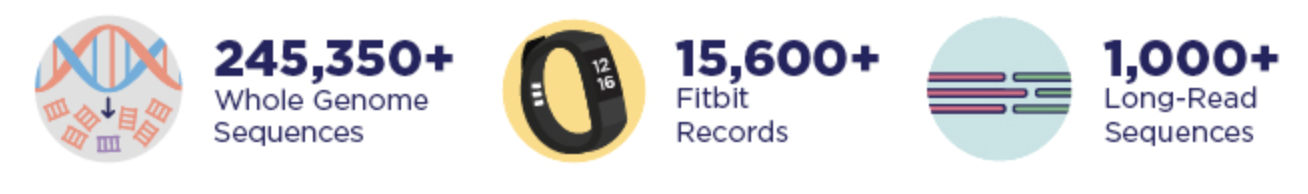 245,350+
Whole Genome
Sequences
12
16
15,600+
Fitbit
Records
1,000+
Long-Read
Sequences